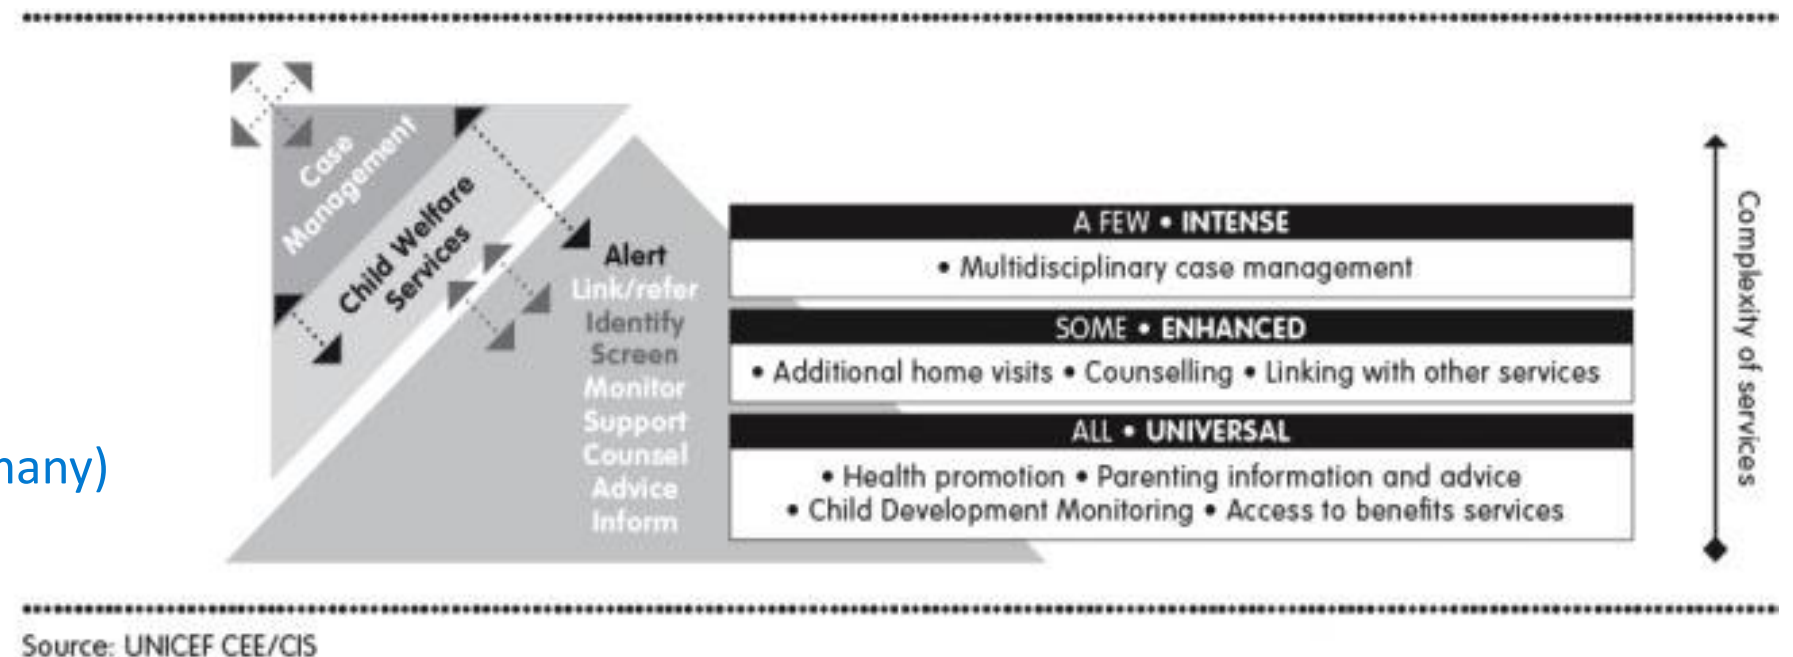 Case
Management
Child Welfare
Services
Alert
Link/refer
Identify
Screen
Monitor
Support
Counsel
Advice
Inform
A FEW • INTENSE
• Multidisciplinary case management
SOME • ENHANCED
• Additional home visits • Counselling • Linking with other services
ALL • UNIVERSAL
• Health promotion • Parenting information and advice
• Child Development Monitoring • Access to benefits services
Complexity of services
many)
Source: UNICEF CEE/CIS